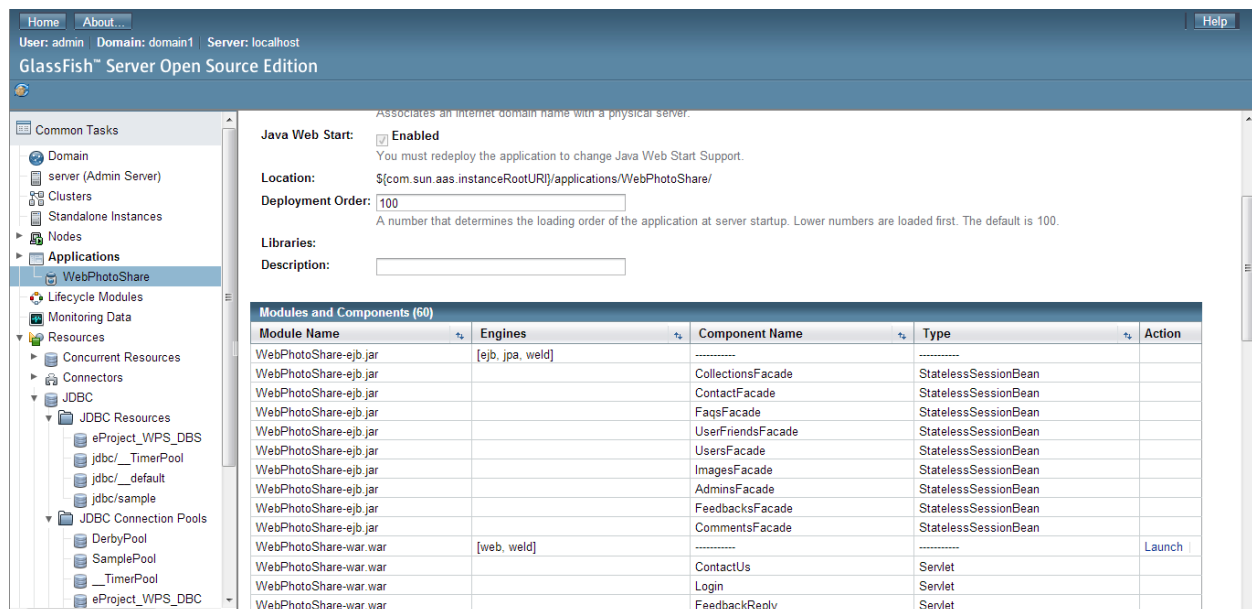 Home About... Help
User: admin Domain: domain1 Server: localhost
GlassFish™ Server Open Source Edition
Common Tasks
Domain
server (Admin Server)
Clusters
Standalone Instances
Nodes
Applications
WebPhotoShare
Lifecycle Modules
Monitoring Data
Resources
Concurrent Resources
Connectors
JDBC
JDBC Resources
eProject_WPS_DBS
jdbc/__TimerPool
jdbc/__default
jdbc/sample
JDBC Connection Pools
DerbyPool
SamplePool
__TimerPool
eProject_WPS_DBC
Associates an Internet domain name with a physical server.
Java Web Start: Enabled
You must redeploy the application to change Java Web Start Support.
Location: ${com.sun.aas.instanceRootURI}/applications/WebPhotoShare/
Deployment Order: 100
A number that determines the loading order of the application at server startup. Lower numbers are loaded first. The default is 100.
Libraries:
Description:
Modules and Components (60)
Module Name Engines Component Name Type Action
WebPhotoShare-ejb.jar [ejb, jpa, weld] ----------- -----------
WebPhotoShare-ejb.jar CollectionsFacade StatelessSessionBean
WebPhotoShare-ejb.jar ContactFacade StatelessSessionBean
WebPhotoShare-ejb.jar FaqsFacade StatelessSessionBean
WebPhotoShare-ejb.jar UserFriendsFacade StatelessSessionBean
WebPhotoShare-ejb.jar UsersFacade StatelessSessionBean
WebPhotoShare-ejb.jar ImagesFacade StatelessSessionBean
WebPhotoShare-ejb.jar AdminsFacade StatelessSessionBean
WebPhotoShare-ejb.jar FeedbacksFacade StatelessSessionBean
WebPhotoShare-ejb.jar CommentsFacade StatelessSessionBean
WebPhotoShare-war.war [web, weld] ----------- ----------- Launch
WebPhotoShare-war.war ContactUs Servlet
WebPhotoShare-war.war Login Servlet
WebPhotoShare-war.war FeedbackReply Servlet